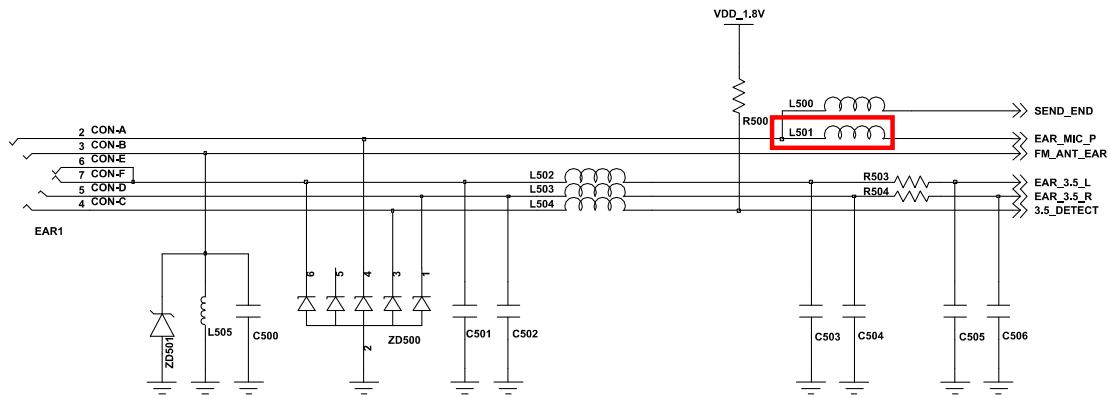 VDD_1.8V
L500
SEND_END
R500
L501
EAR_MIC_P
2 CON-A
3 CON-B
FM_ANT_EAR
6 CON-E
7 CON-F
L502
R503
EAR_3.5_L
5 CON-D
L503
R504
EAR_3.5_R
4 CON-C
L504
3.5_DETECT
EAR1
6
5
4
3
1
ZD501
L505
C500
2
ZD500
C501
C502
C503
C504
C505
C506